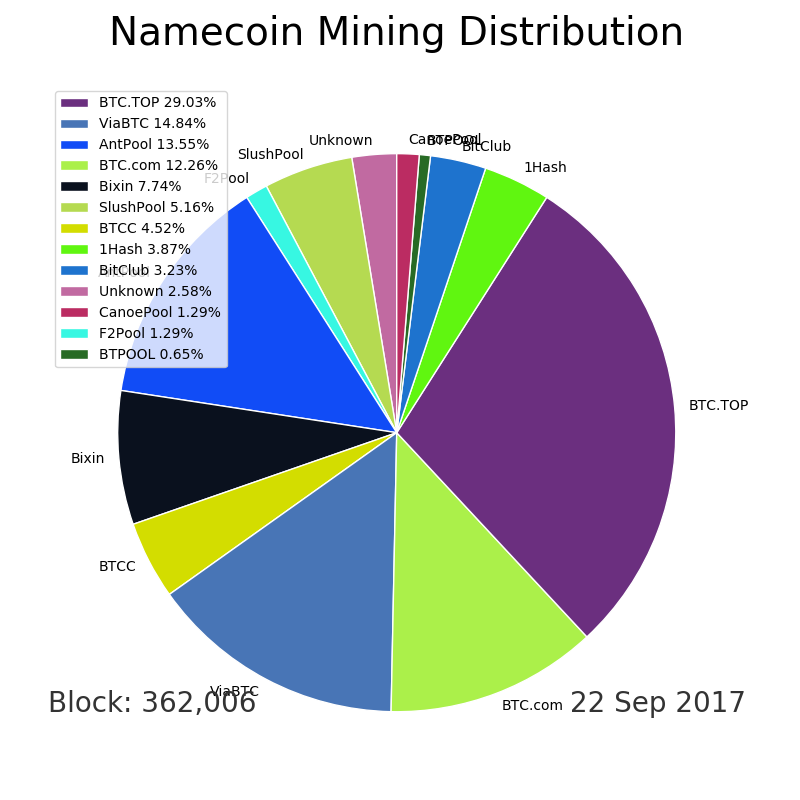 Namecoin Mining Distribution
BTC.TOP 29.03%
ViaBTC 14.84%
AntPool 13.55%
BTC.com 12.26%
Bixin 7.74%
SlushPool 5.16%
BTCC 4.52%
1Hash 3.87%
BitClub 3.23%
Unknown 2.58%
CanoePool 1.29%
F2Pool 1.29%
BTPOOL 0.65%
CanoePool
BTPOOL
BitClub
Unknown
SlushPool
1Hash
F2Pool
BTC.TOP
Bixin
BTCC
ViaBTC
BTC.com
Block: 362,006
22 Sep 2017